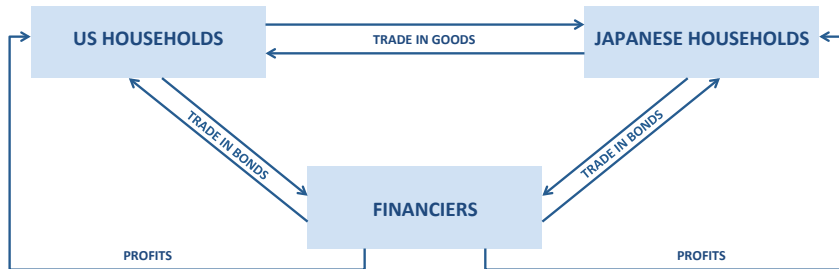 US HOUSEHOLDS
TRADE IN GOODS
JAPANESE HOUSEHOLDS
TRADE IN BONDS
TRADE IN BONDS
FINANCIERS
PROFITS
PROFITS